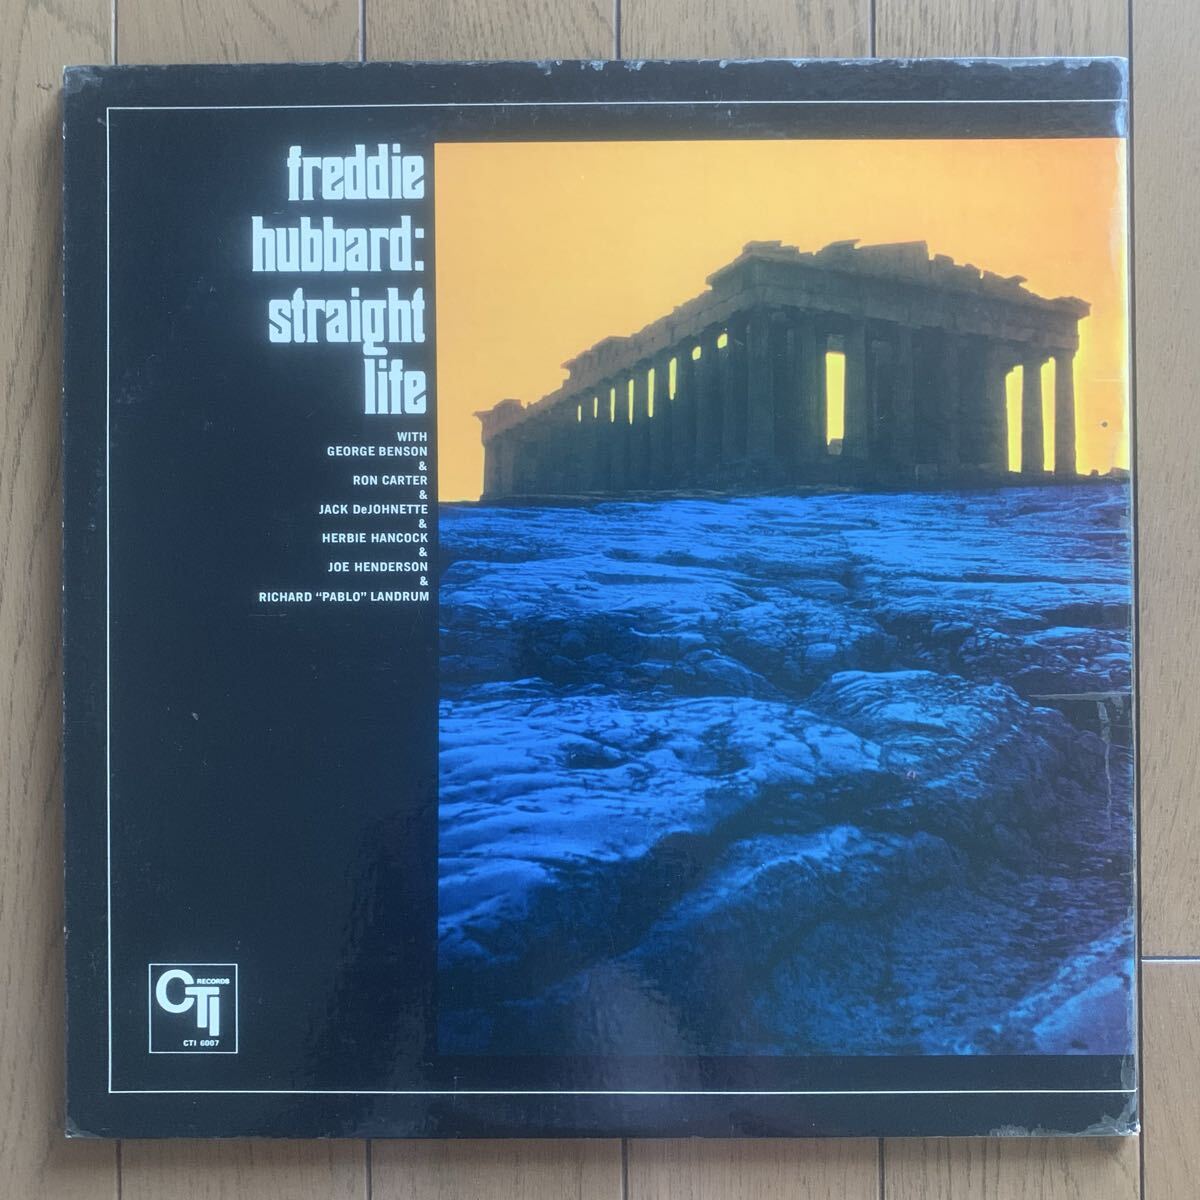 freddie
hubbard:
straight
life
WITH
GEORGE BENSON
&
RON CARTER
&
JACK DeJOHNETTE
&
HERBIE HANCOCK
&
JOE HENDERSON
&
RICHARD “PABLO” LANDRUM
CTI RECORDS
CTI 6007